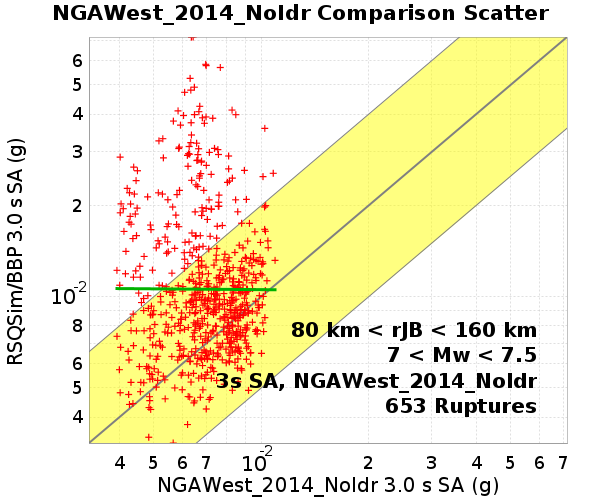 NGAWest_2014_NoIdr Comparison Scatter
RSQSim/BBP 3.0 s SA (g)
6
5
4
3
2
10-2
8
6
5
4
80 km < rJB < 160 km
7 < Mw < 7.5
3s SA, NGAWest_2014_NoIdr
653 Ruptures
4 5 6 7 10-2 2 3 4 5 6 7
NGAWest_2014_NoIdr 3.0 s SA (g)